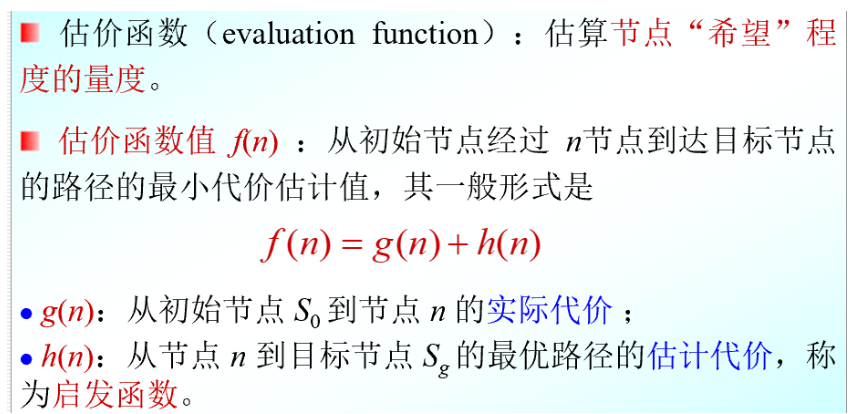 ■ 估价函数（evaluation function）：估算节点“希望”程
度的量度。
■ 估价函数值 f(n) ：从初始节点经过 n节点到达目标节点
的路径的最小代价估计值，其一般形式是
f(n) = g(n) + h(n)
● g(n)：从初始节点 S₀ 到节点 n 的实际代价；
● h(n)：从节点 n 到目标节点 S_g 的最优路径的估计代价，称
为启发函数。